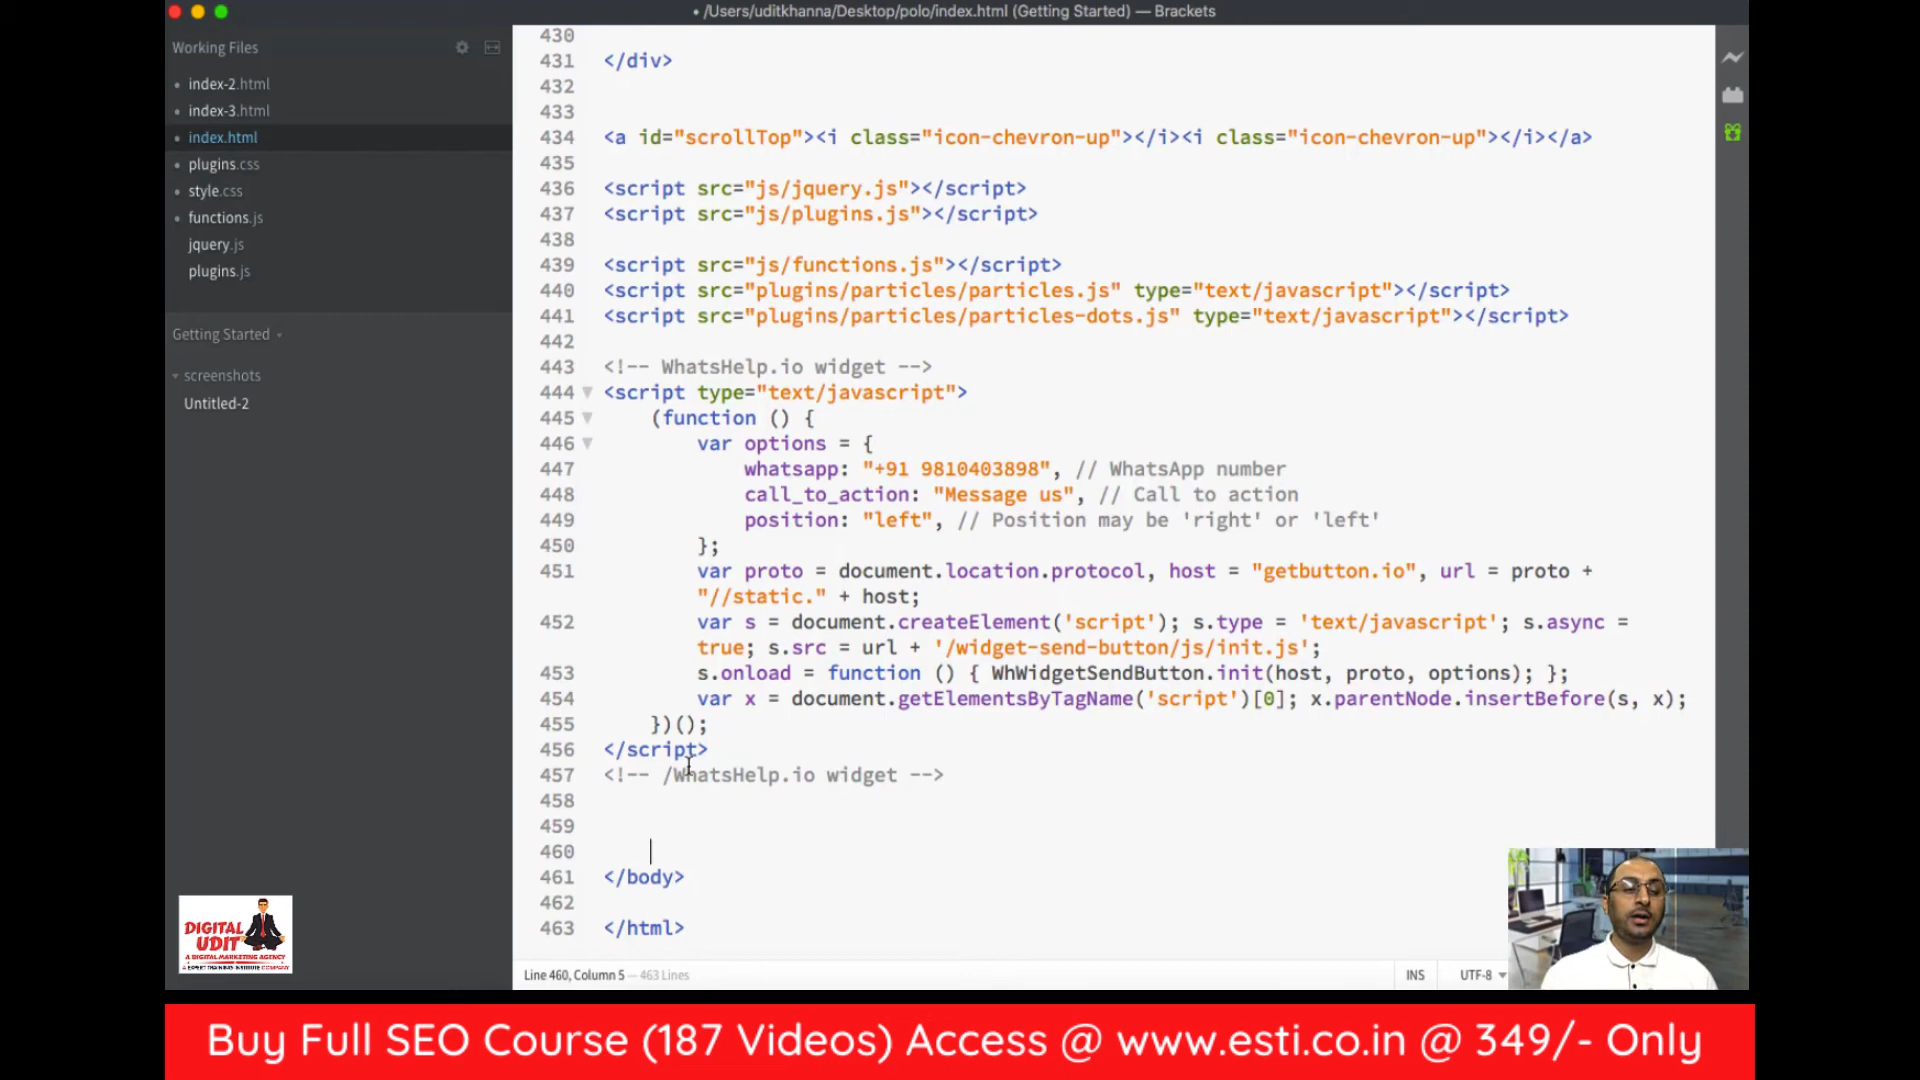 • /Users/uditkhanna/Desktop/polo/index.html (Getting Started) — Brackets
Working Files
index-2.html
index-3.html
index.html
plugins.css
style.css
functions.js
jquery.js
plugins.js
Getting Started
screenshots
Untitled-2
430
431 </div>
432
433
434 <a id="scrollTop"><i class="icon-chevron-up"></i><i class="icon-chevron-up"></i></a>
435
436 <script src="js/jquery.js"></script>
437 <script src="js/plugins.js"></script>
438
439 <script src="js/functions.js"></script>
440 <script src="plugins/particles/particles.js" type="text/javascript"></script>
441 <script src="plugins/particles/particles-dots.js" type="text/javascript"></script>
442
443 <!-- WhatsHelp.io widget -->
444 <script type="text/javascript">
445 (function () {
446 var options = {
447 whatsapp: "+91 9810403898", // WhatsApp number
448 call_to_action: "Message us", // Call to action
449 position: "left", // Position may be 'right' or 'left'
450 };
451 var proto = document.location.protocol, host = "getbutton.io", url = proto +
"//static." + host;
452 var s = document.createElement('script'); s.type = 'text/javascript'; s.async =
true; s.src = url + '/widget-send-button/js/init.js';
453 s.onload = function () { WhWidgetSendButton.init(host, proto, options); };
454 var x = document.getElementsByTagName('script')[0]; x.parentNode.insertBefore(s, x);
455 })();
456 </script>
457 <!-- /WhatsHelp.io widget -->
458
459
460
461 </body>
462
463 </html>
Line 460, Column 5 — 463 Lines
INS
UTF-8
DIGITAL
UDIT
A DIGITAL MARKETING AGENCY
A EXPERT TRAINING INSTITUTE COMPANY
Buy Full SEO Course (187 Videos) Access @ www.esti.co.in @ 349/- Only